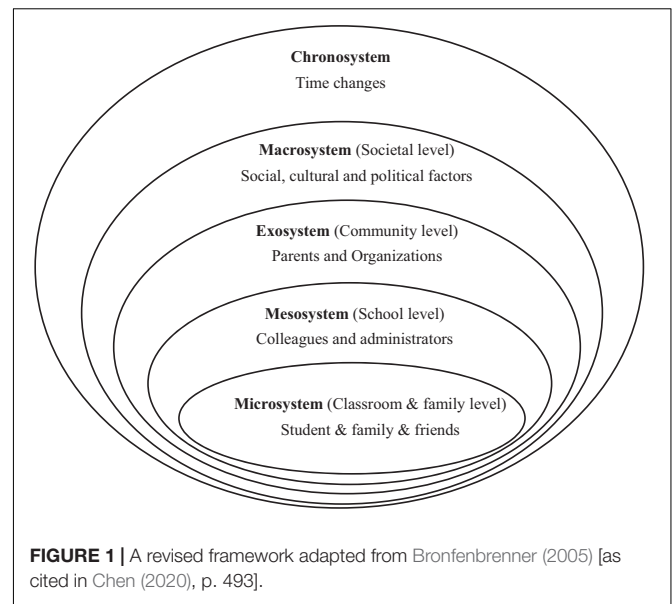 Chronosystem
Time changes
Macrosystem (Societal level)
Social, cultural and political factors
Exosystem (Community level)
Parents and Organizations
Mesosystem (School level)
Colleagues and administrators
Microsystem (Classroom & family level)
Student & family & friends
FIGURE 1 | A revised framework adapted from Bronfenbrenner (2005) [as
cited in Chen (2020), p. 493].